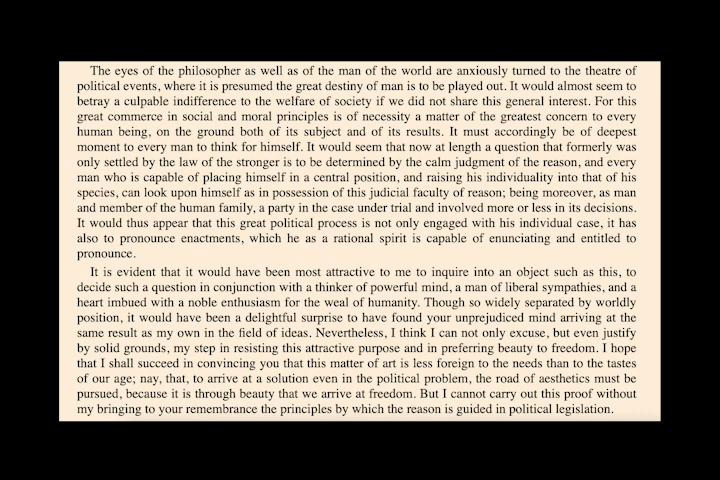 The eyes of the philosopher as well as of the man of the world are anxiously turned to the theatre of
political events, where it is presumed the great destiny of man is to be played out. It would almost seem to
betray a culpable indifference to the welfare of society if we did not share this general interest. For this
great commerce in social and moral principles is of necessity a matter of the greatest concern to every
human being, on the ground both of its subject and of its results. It must accordingly be of deepest
moment to every man to think for himself. It would seem that now at length a question that formerly was
only settled by the law of the stronger is to be determined by the calm judgment of the reason, and every
man who is capable of placing himself in a central position, and raising his individuality into that of his
species, can look upon himself as in possession of this judicial faculty of reason; being moreover, as man
and member of the human family, a party in the case under trial and involved more or less in its decisions.
It would thus appear that this great political process is not only engaged with his individual case, it has
also to pronounce enactments, which he as a rational spirit is capable of enunciating and entitled to
pronounce.
It is evident that it would have been most attractive to me to inquire into an object such as this, to
decide such a question in conjunction with a thinker of powerful mind, a man of liberal sympathies, and a
heart imbued with a noble enthusiasm for the weal of humanity. Though so widely separated by worldly
position, it would have been a delightful surprise to have found your unprejudiced mind arriving at the
same result as my own in the field of ideas. Nevertheless, I think I can not only excuse, but even justify
by solid grounds, my step in resisting this attractive purpose and in preferring beauty to freedom. I hope
that I shall succeed in convincing you that this matter of art is less foreign to the needs than to the tastes
of our age; nay, that, to arrive at a solution even in the political problem, the road of aesthetics must be
pursued, because it is through beauty that we arrive at freedom. But I cannot carry out this proof without
my bringing to your remembrance the principles by which the reason is guided in political legislation.